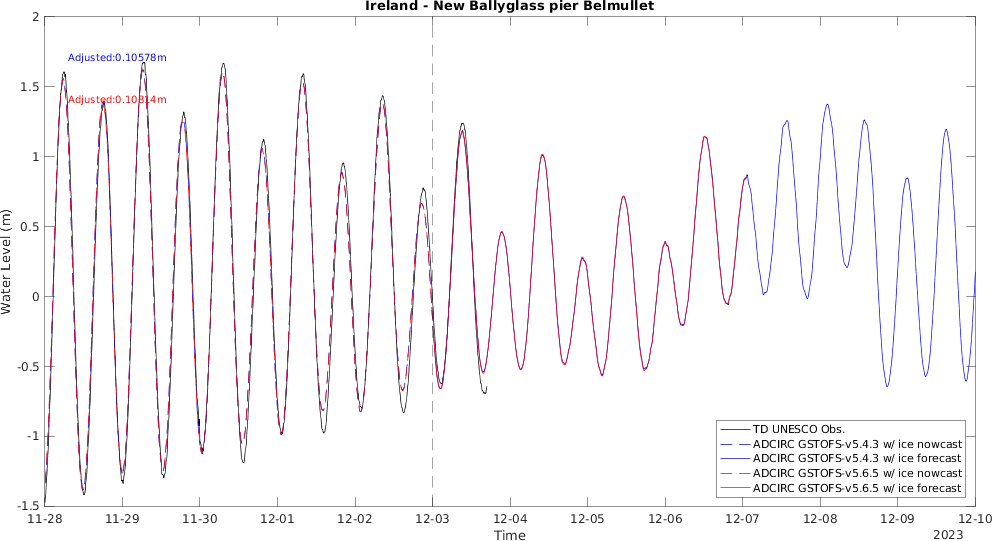 Ireland - New Ballyglass pier Belmullet
Adjusted:0.10578m
Adjusted:0.10814m
Water Level (m)
2
1.5
1
0.5
0
-0.5
-1
-1.5
TD UNESCO Obs.
ADCIRC GSTOFS-v5.4.3 w/ ice nowcast
ADCIRC GSTOFS-v5.4.3 w/ ice forecast
ADCIRC GSTOFS-v5.6.5 w/ ice nowcast
ADCIRC GSTOFS-v5.6.5 w/ ice forecast
11-28 11-29 11-30 12-01 12-02 12-03 12-04 12-05 12-06 12-07 12-08 12-09 12-10
Time
2023